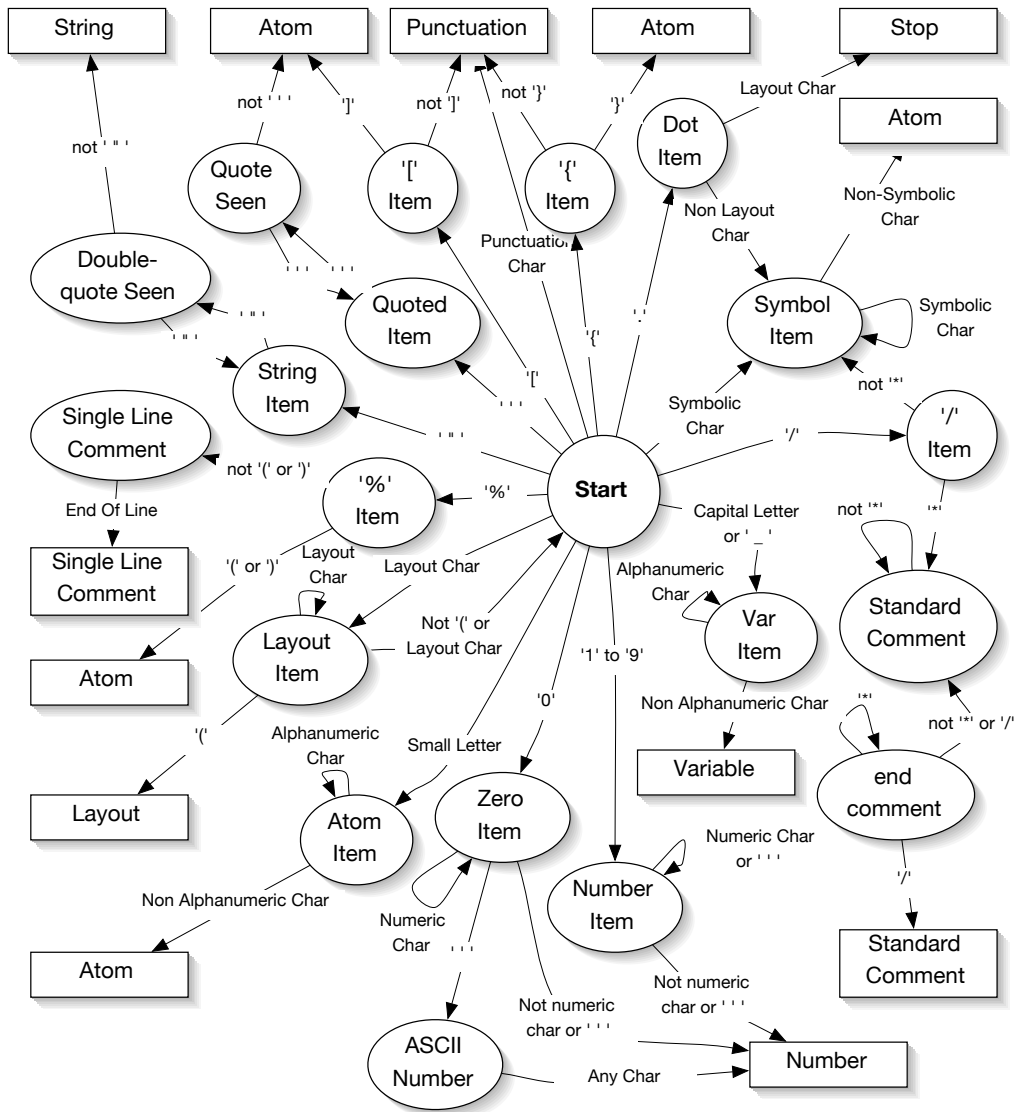 String
Atom
Punctuation
Atom
Stop
Layout Char
Atom
not ' " '
not ' ' '
']'
not ']'
not '}'
'}'
Dot
Item
Quote
Seen
'['
Item
'{'
Item
Non Layout
Char
Non-Symbolic
Char
Punctuation
Char
Double-
quote Seen
' ' '
' ' '
Quoted
Item
' " '
' " '
'.'
Symbol
Item
Symbolic
Char
'{'
String
Item
'['
' ' '
not '*'
Symbolic
Char
Single Line
Comment
' " '
'/'
'/'
Item
not '(' or ')'
'%'
Item
'%'
Start
End Of Line
Capital Letter
or ' _ '
not '*'
'*'
Single Line
Comment
'(' or ')'
Layout
Char
Layout Char
Alphanumeric
Char
Standard
Comment
Layout
Item
Not '(' or
Layout Char
Var
Item
'1' to '9'
Atom
'0'
Non Alphanumeric Char
'*'
not '*' or '/'
'('
Alphanumeric
Char
Small Letter
Variable
end
comment
Layout
Zero
Item
Atom
Item
Numeric Char
or ' ' '
Number
Item
'/'
Non Alphanumeric Char
Numeric
Char
' ' '
Atom
Standard
Comment
Not numeric
char or ' ' '
Not numeric
char or ' ' '
ASCII
Number
Any Char
Number